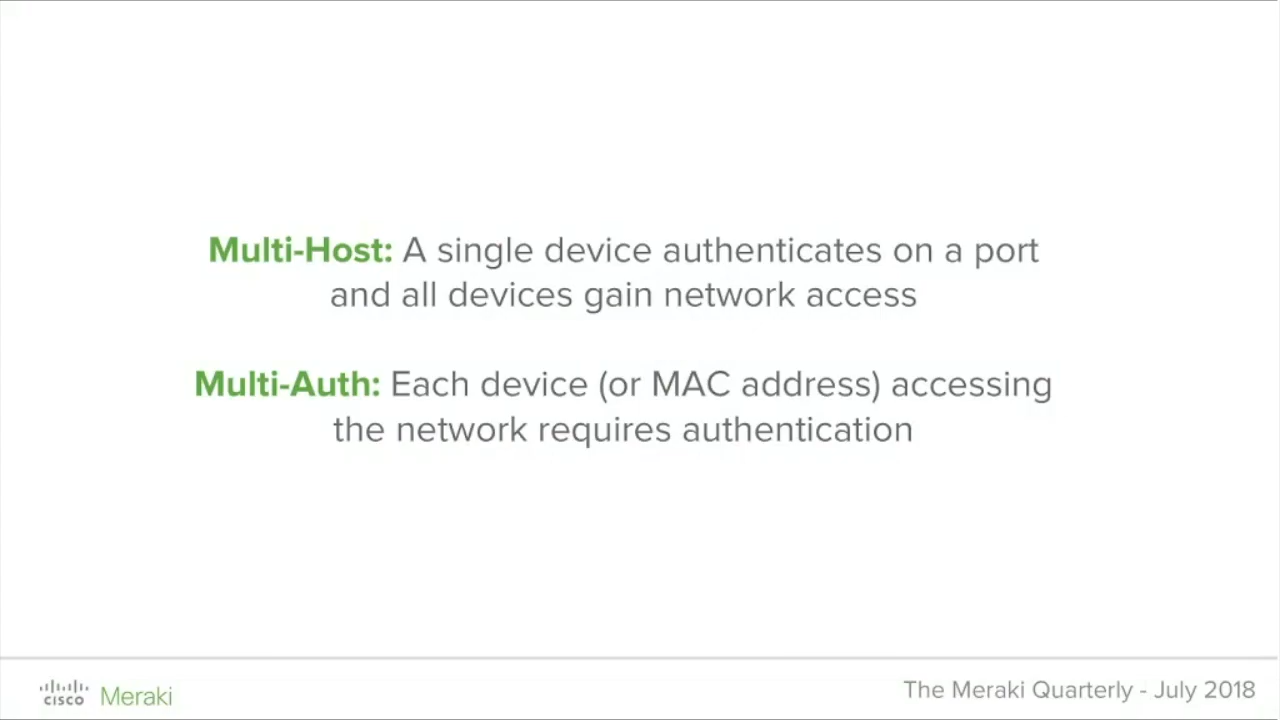 Multi-Host: A single device authenticates on a port
and all devices gain network access
Multi-Auth: Each device (or MAC address) accessing
the network requires authentication
cisco Meraki
The Meraki Quarterly - July 2018